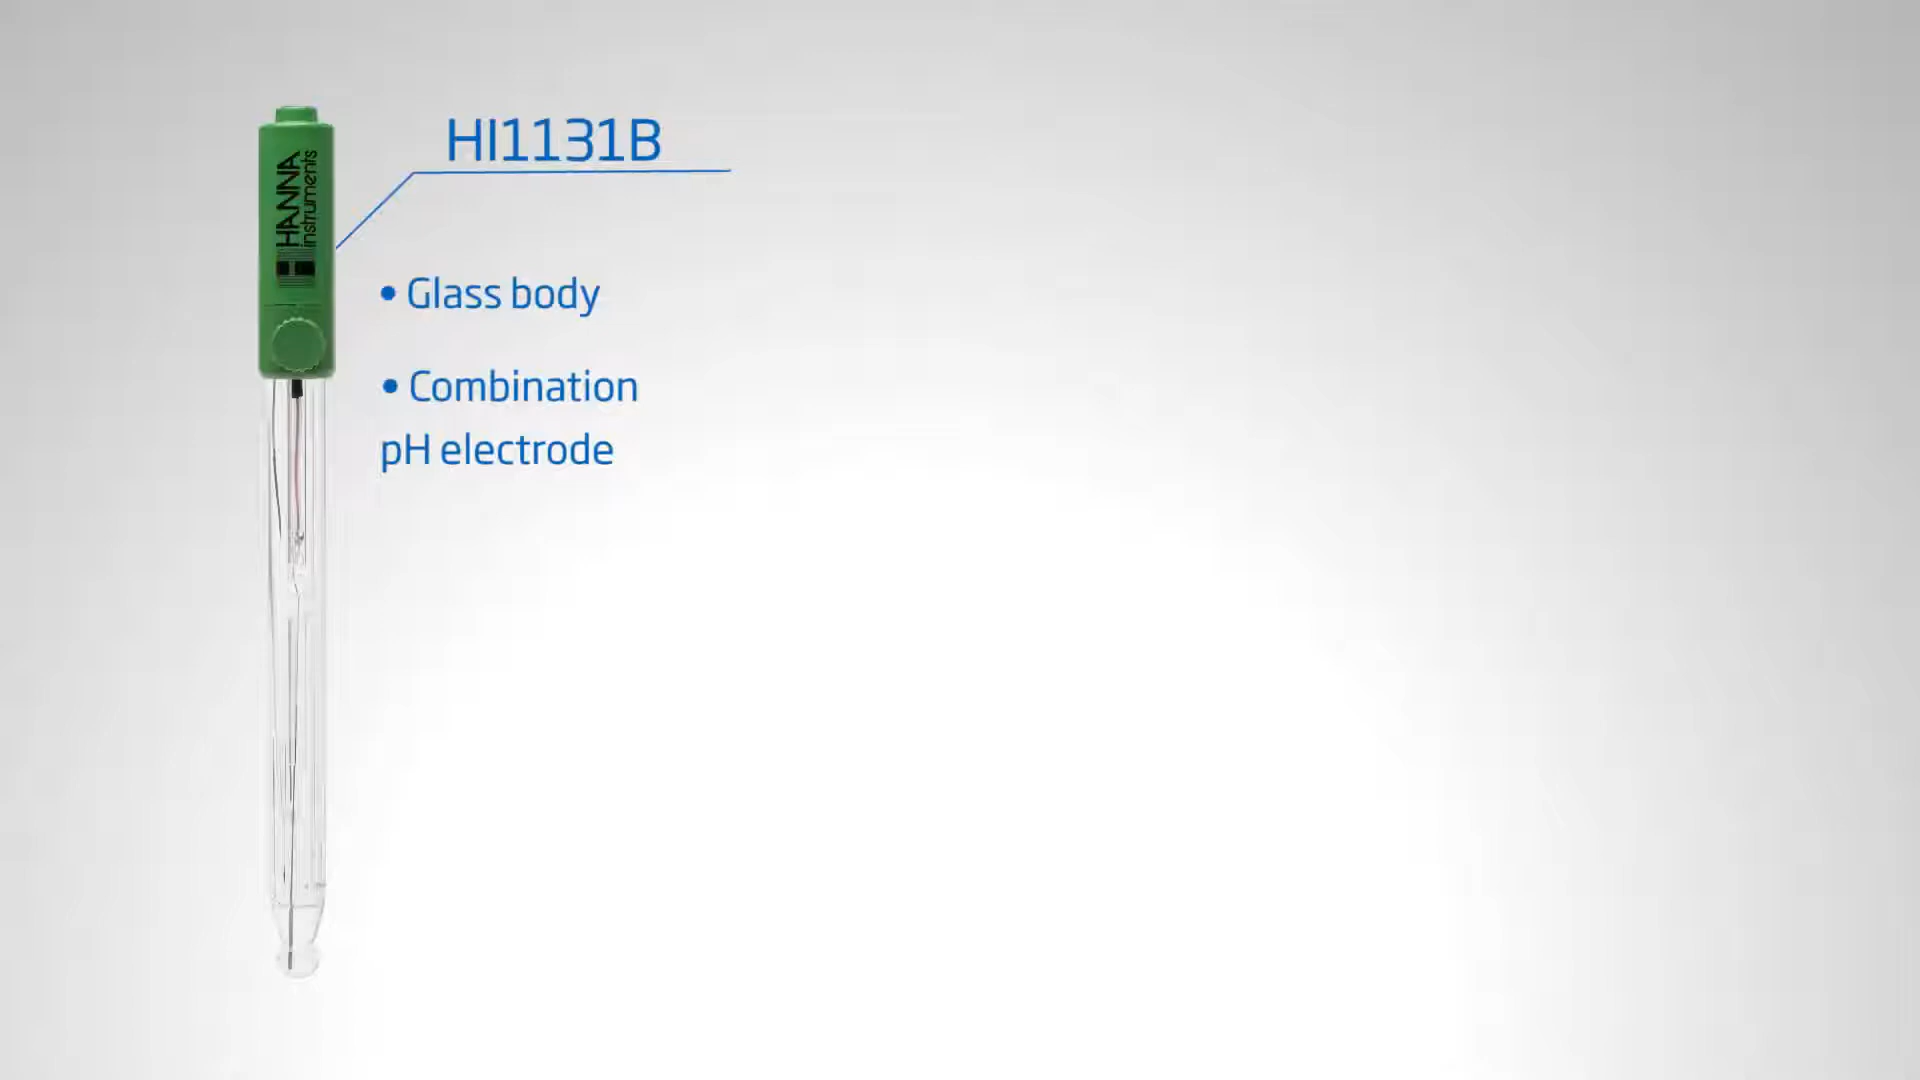 HI1131B
HANNA
instruments
• Glass body
• Combination
pH electrode